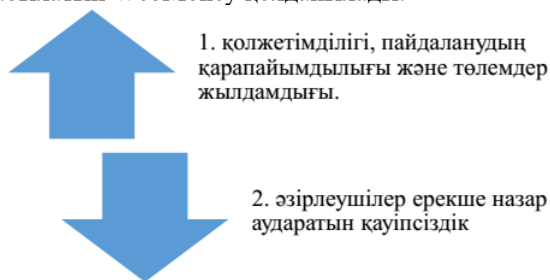 1. қолжетімділігі, пайдаланудың
қарапайымдылығы және төлемдер
жылдамдығы.
2. әзірлеушілер ерекше назар
аударатын қауіпсіздік